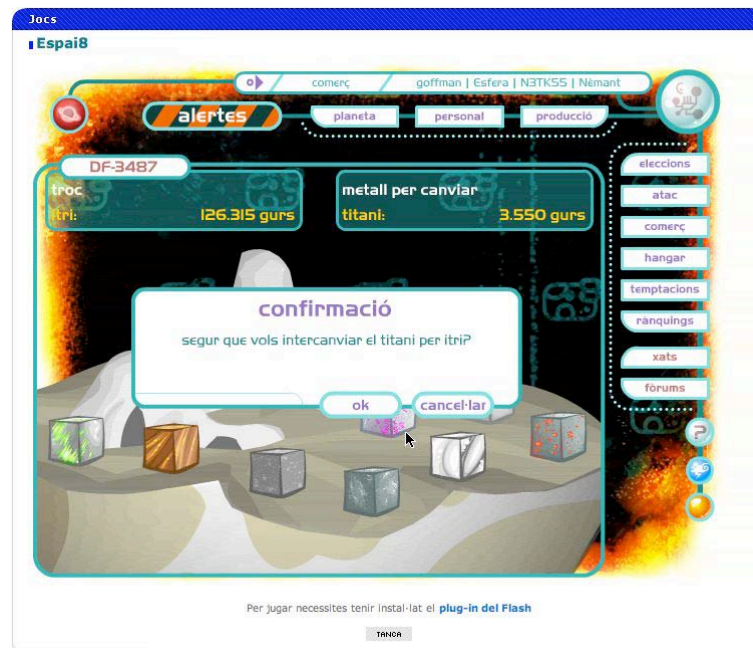 Jocs
Espai8
comerç
goffman | Esfera | N3TK55 | Nèmant
alertes
planeta
personal
producció
DF-3487
troc
itri: 126.315 gurs
metall per canviar
titani: 3.550 gurs
eleccions
atac
comerç
hangar
temptacions
rànquings
xats
fòrums
?
confirmació
segur que vols intercanviar el titani per itri?
ok
cancel·lar
Per jugar necessites tenir instal·lat el plug-in del Flash
TANCA